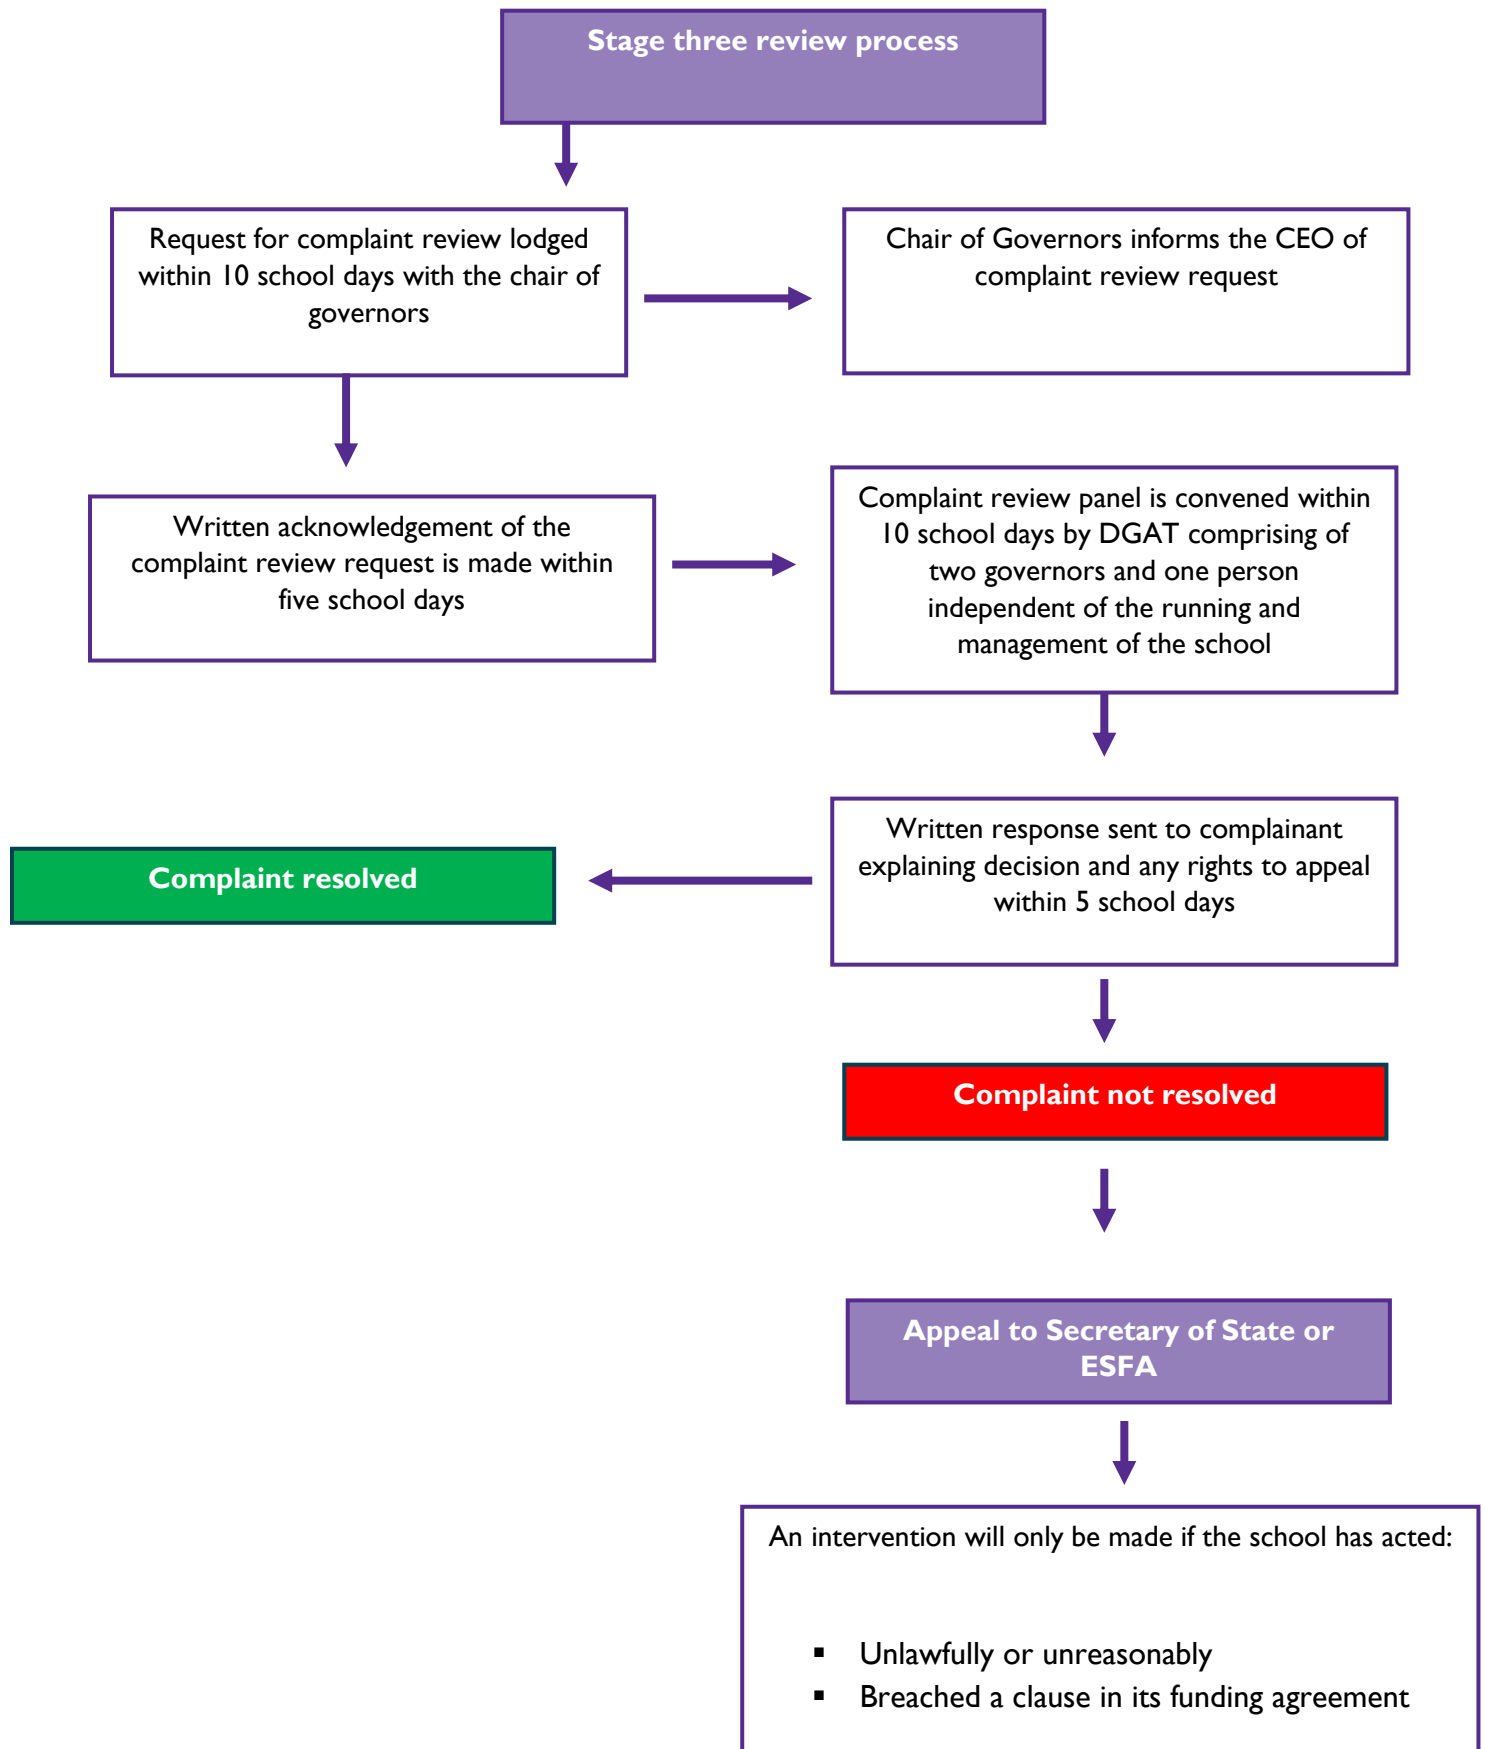 Stage three review process
Request for complaint review lodged
within 10 school days with the chair of
governors
Chair of Governors informs the CEO of
complaint review request
Written acknowledgement of the
complaint review request is made within
five school days
Complaint review panel is convened within
10 school days by DGAT comprising of
two governors and one person
independent of the running and
management of the school
Written response sent to complainant
explaining decision and any rights to appeal
within 5 school days
Complaint resolved
Complaint not resolved
Appeal to Secretary of State or
ESFA
An intervention will only be made if the school has acted:
▪ Unlawfully or unreasonably
▪ Breached a clause in its funding agreement